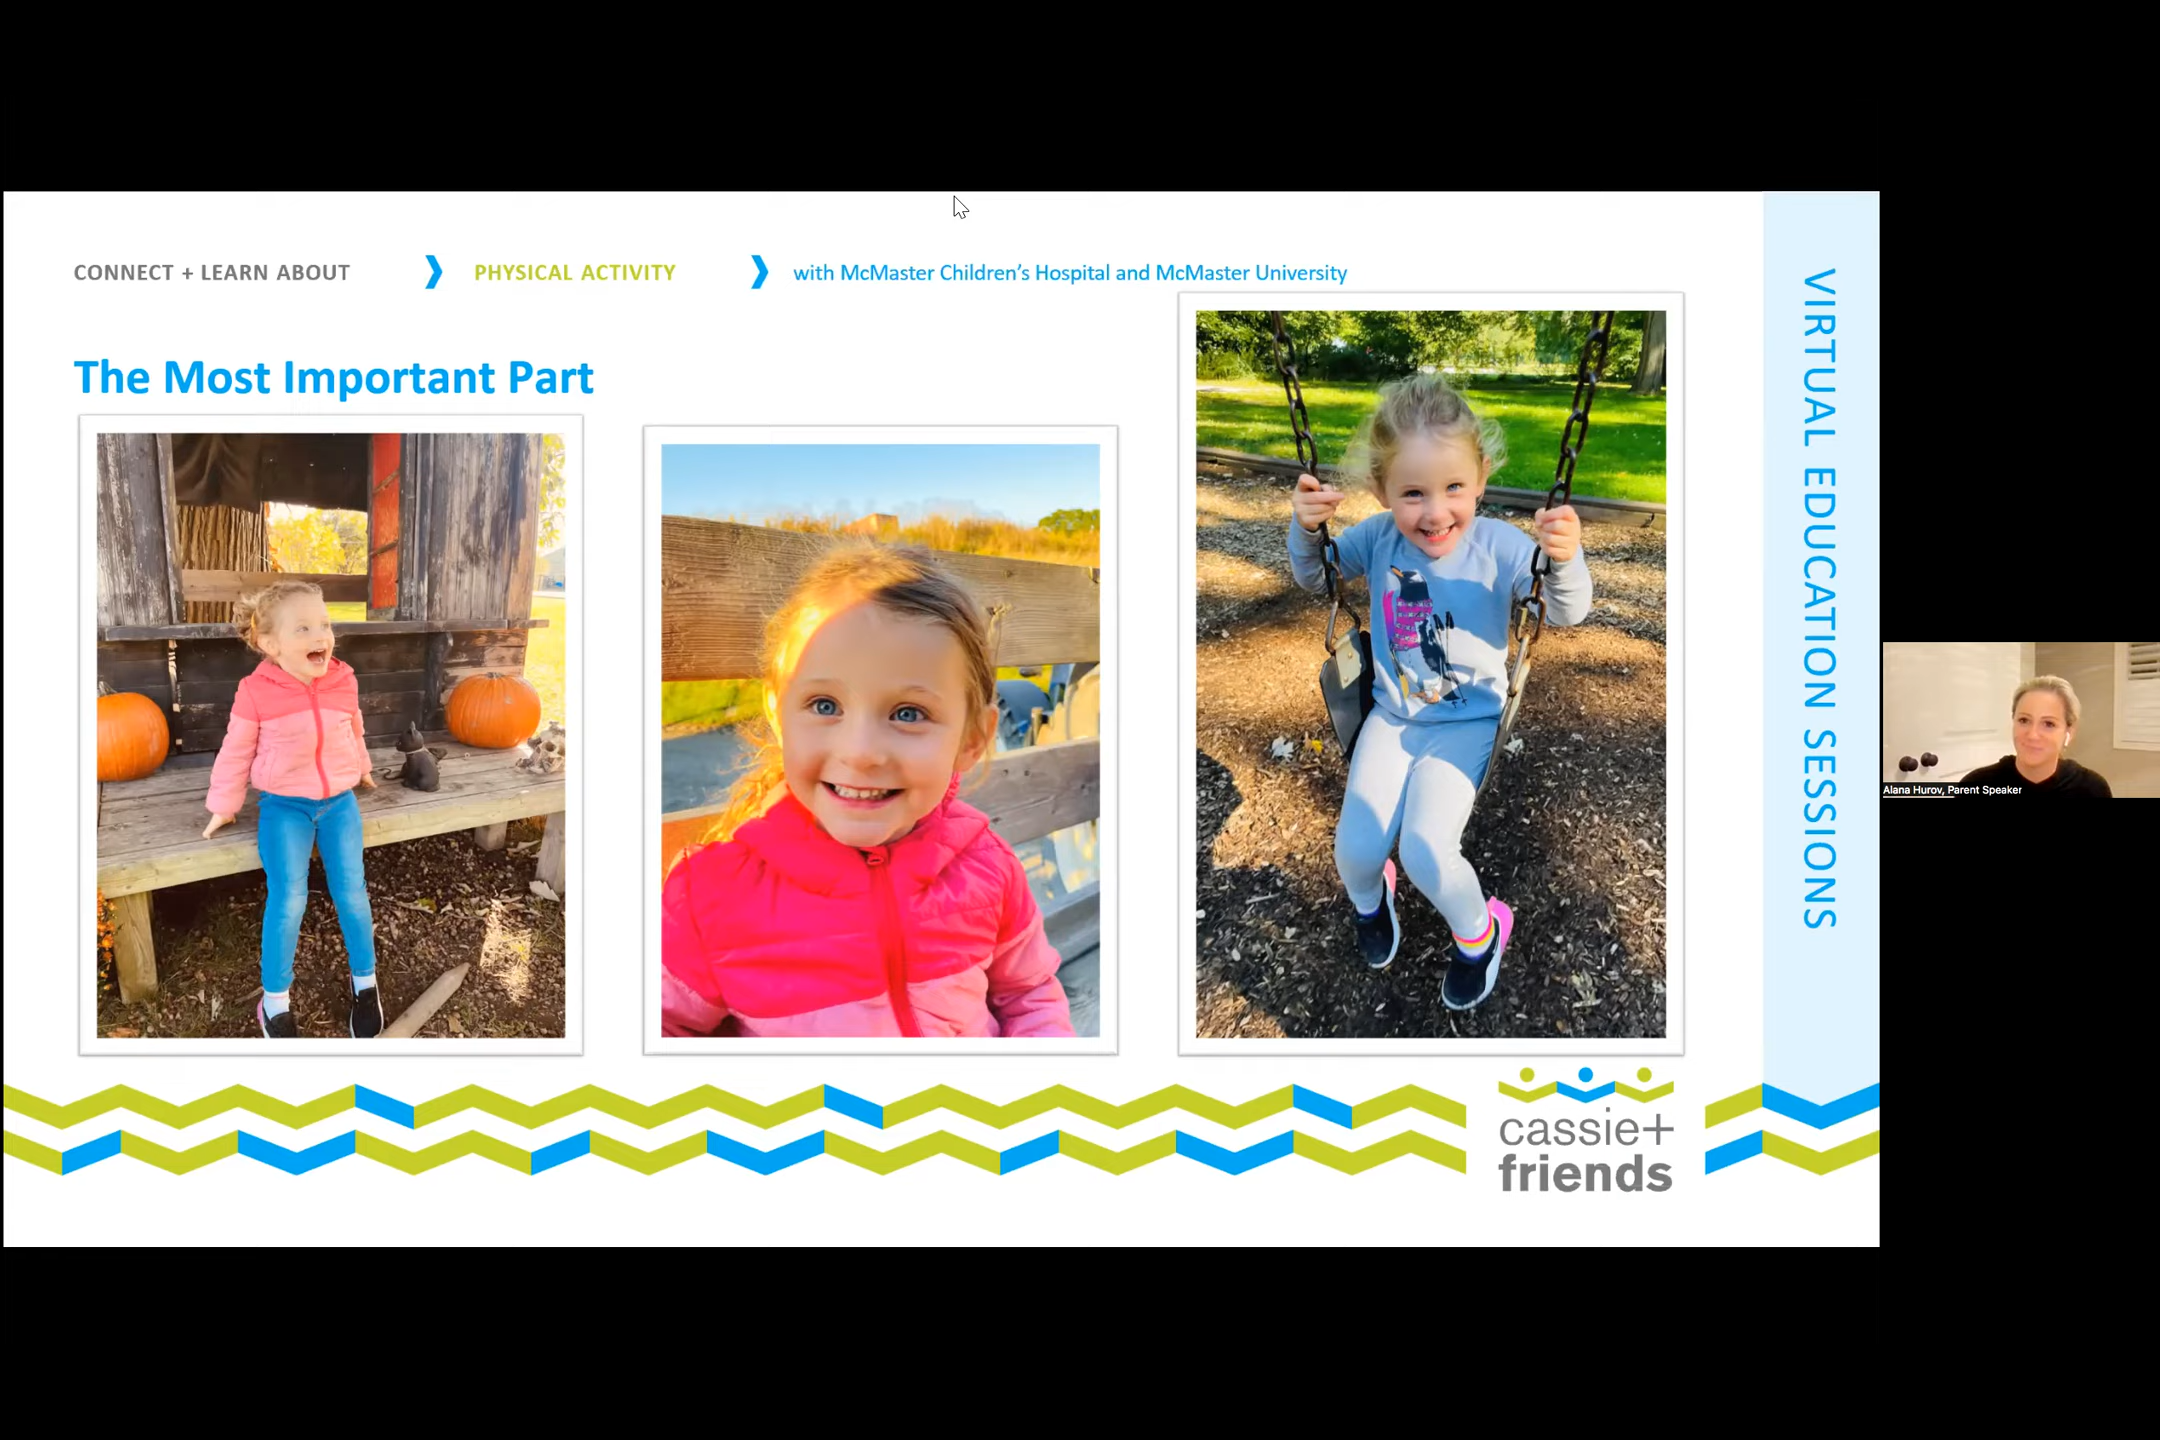 CONNECT + LEARN ABOUT
PHYSICAL ACTIVITY
with McMaster Children's Hospital and McMaster University
The Most Important Part
VIRTUAL EDUCATION SESSIONS
Alana Hurov, Parent Speaker
cassie+
friends